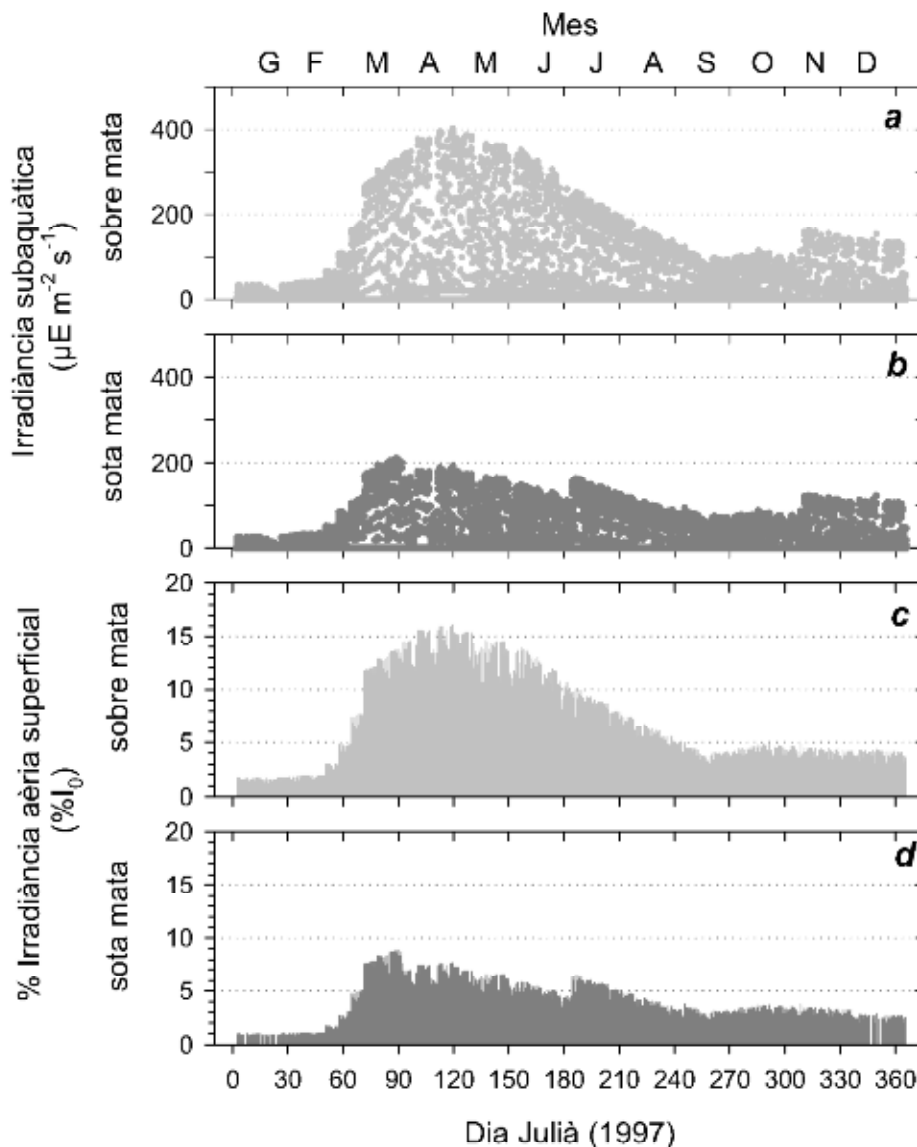 Mes
G F M A M J J A S O N D
Irradiància subaquàtica
(µE m⁻² s⁻¹)
sobre mata
400
200
0
a
sota mata
400
200
0
b
% Irradiància aèria superficial
(%I₀)
sobre mata
20
15
10
5
0
c
sota mata
20
15
10
5
0
d
0 30 60 90 120 150 180 210 240 270 300 330 360
Dia Julià (1997)